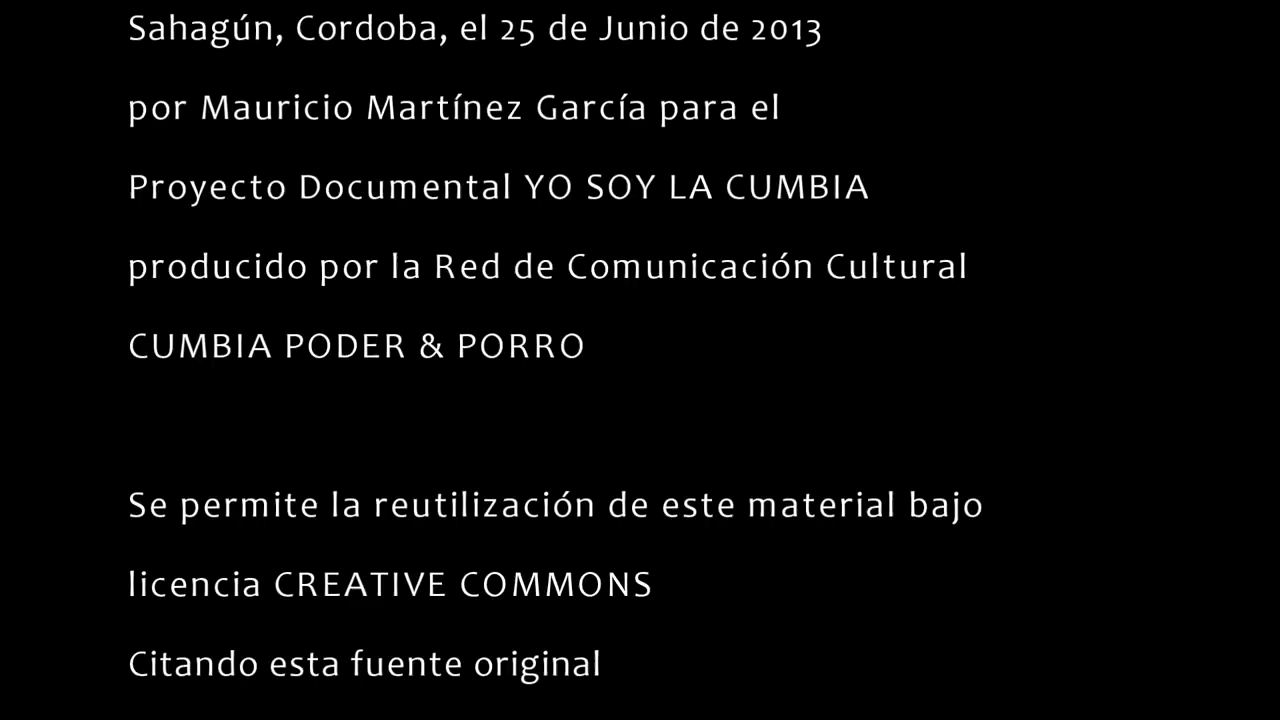 Sahagún, Cordoba, el 25 de Junio de 2013
por Mauricio Martínez García para el
Proyecto Documental YO SOY LA CUMBIA
producido por la Red de Comunicación Cultural
CUMBIA PODER & PORRO
Se permite la reutilización de este material bajo
licencia CREATIVE COMMONS
Citando esta fuente original